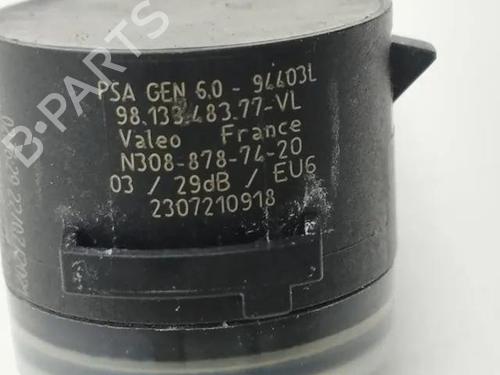 PSA GEN 6.0 - 94403L
98.133.483.77-VL
Valeo France
N308-878-74-20
03 / 29dB / EU6
2307210918
B-PARTS